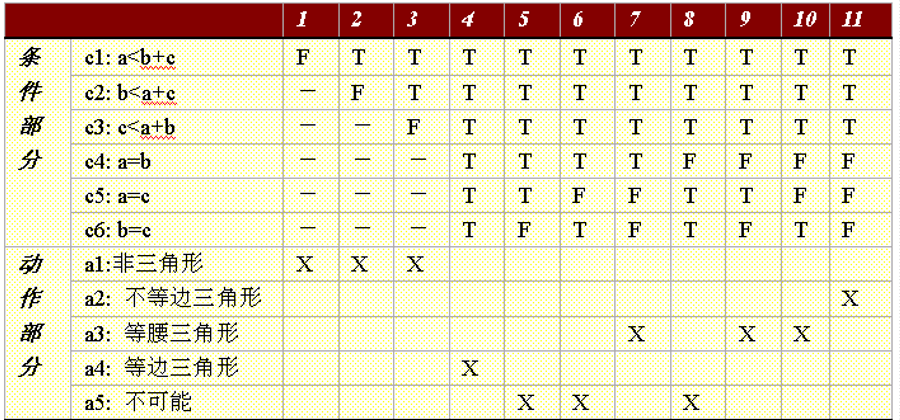 1 2 3 4 5 6 7 8 9 10 11
条 c1: a<b+c F T T T T T T T T T T
件 c2: b<a+c — F T T T T T T T T T
部 c3: c<a+b — — F T T T T T T T T
分 c4: a=b — — — T T T T F F F F
c5: a=c — — — T T F F T T F F
c6: b=c — — — T F T F T F T F
动 a1:非三角形 X X X
作 a2: 不等边三角形 X
部 a3: 等腰三角形 X X X
分 a4: 等边三角形 X
a5: 不可能 X X X